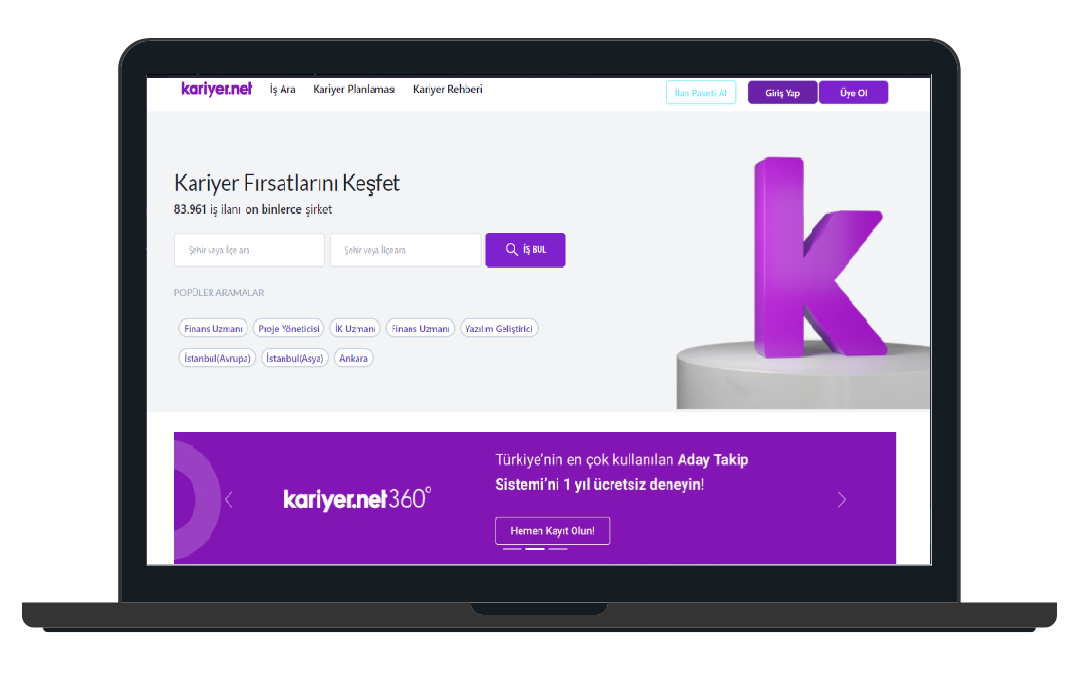 kariyer.net İş Ara Kariyer Planlaması Kariyer Rehberi İlan Paketi Al Giriş Yap Üye Ol
Kariyer Fırsatlarını Keşfet
83.961 iş ilanı on binlerce şirket
Şehir veya İlçe ara Şehir veya İlçe ara İŞ BUL
POPÜLER ARAMALAR
Finans Uzmanı Proje Yöneticisi İK Uzmanı Finans Uzmanı Yazılım Geliştirici
İstanbul(Avrupa) İstanbul(Asya) Ankara
k
kariyer.net360°
Türkiye'nin en çok kullanılan Aday Takip
Sistemi'ni 1 yıl ücretsiz deneyin!
Hemen Kayıt Olun!